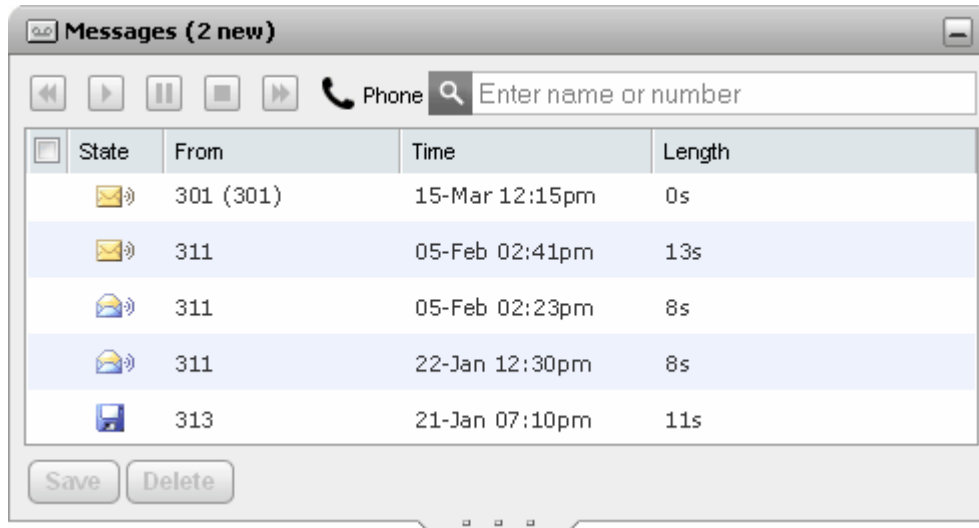 Messages (2 new)
Phone Enter name or number
State From Time Length
301 (301) 15-Mar 12:15pm 0s
311 05-Feb 02:41pm 13s
311 05-Feb 02:23pm 8s
311 22-Jan 12:30pm 8s
313 21-Jan 07:10pm 11s
Save Delete